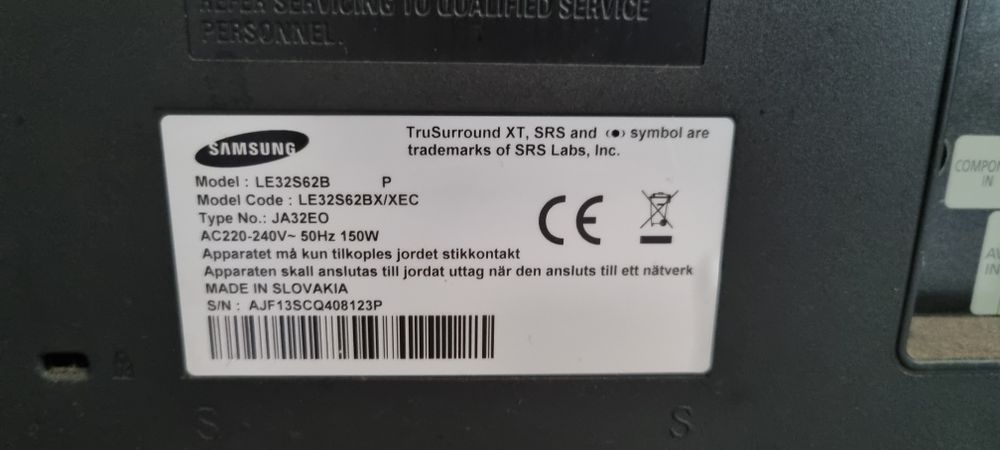 REFER SERVICING TO QUALIFIED SERVICE
PERSONNEL.
SAMSUNG
TruSurround XT, SRS and (●) symbol are
trademarks of SRS Labs, Inc.
Model : LE32S62B P
Model Code : LE32S62BX/XEC
Type No.: JA32EO
AC220-240V~ 50Hz 150W
Apparatet må kun tilkoples jordet stikkontakt
Apparaten skall anslutas till jordat uttag när den ansluts till ett nätverk
MADE IN SLOVAKIA
S/N : AJF13SCQ408123P
CE
IN
S
S